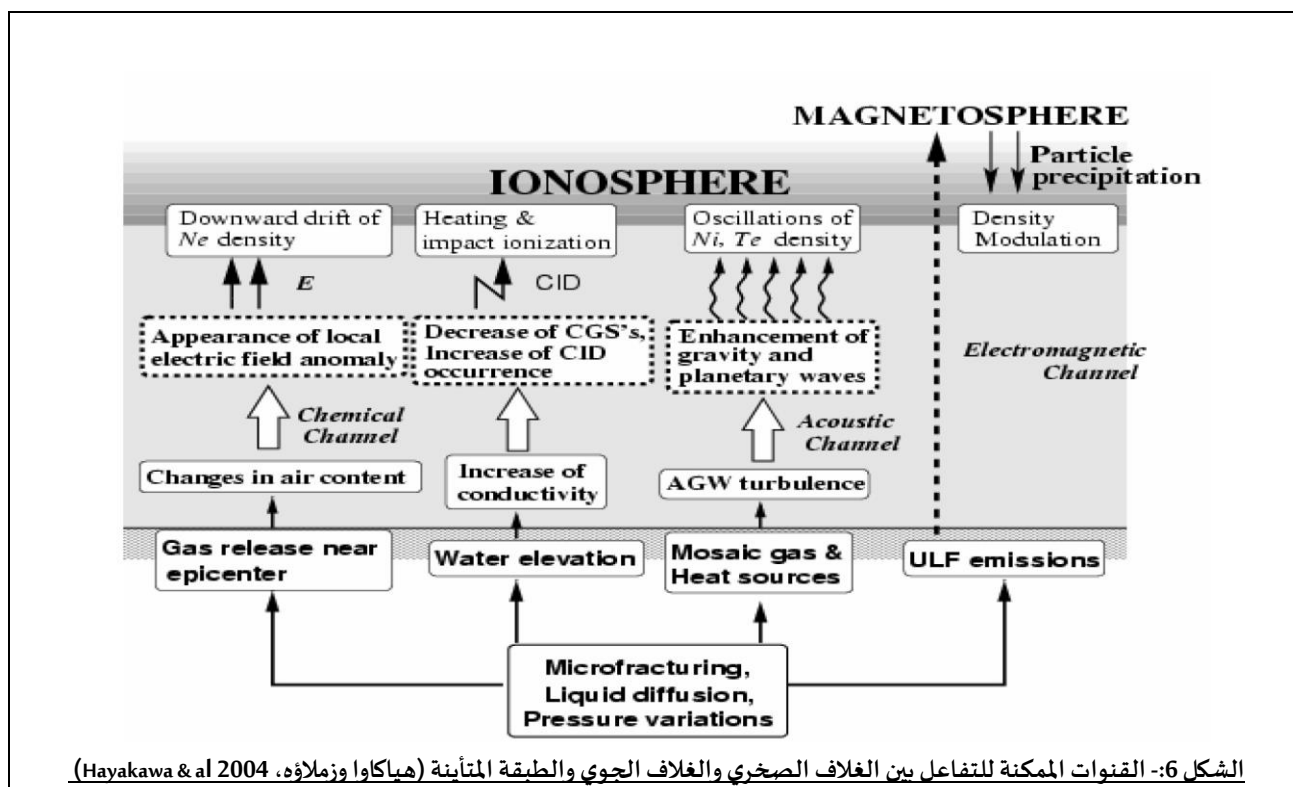 MAGNETOSPHERE
Particle
precipitation
IONOSPHERE
Downward drift of
Ne density
Heating &
impact ionization
Oscillations of
Ni, Te density
Density
Modulation
E
CID
Appearance of local
electric field anomaly
Decrease of CGS's,
Increase of CID
occurrence
Enhancement of
gravity and
planetary waves
Electromagnetic
Channel
Chemical
Channel
Acoustic
Channel
Changes in air content
Increase of
conductivity
AGW turbulence
Gas release near
epicenter
Water elevation
Mosaic gas &
Heat sources
ULF emissions
Microfracturing,
Liquid diffusion,
Pressure variations
الشكل 6:- القنوات الممكنة للتفاعل بين الغلاف الصخري والغلاف الجوي والطبقة المتأينة (هياكاوا وزملاؤه، Hayakawa & al 2004)